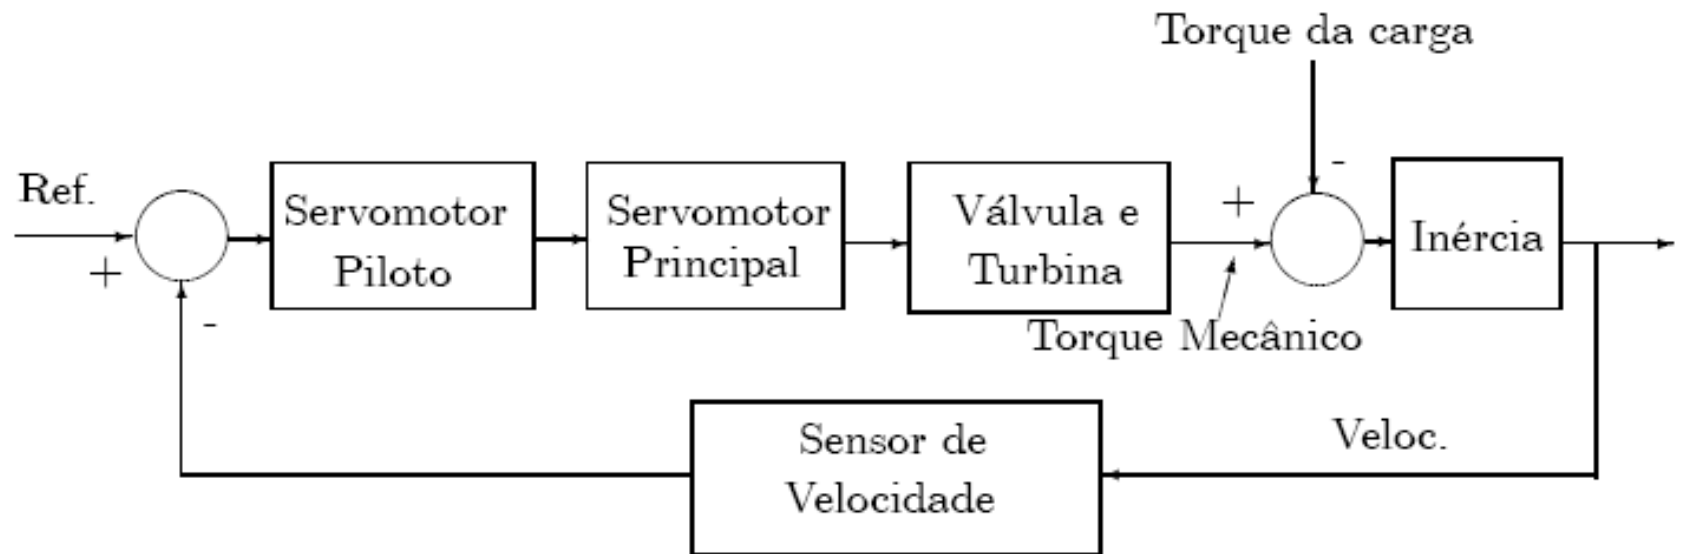 Torque da carga
Ref.
+
-
Servomotor
Piloto
Servomotor
Principal
Válvula e
Turbina
+
-
Inércia
Torque Mecânico
Veloc.
Sensor de
Velocidade